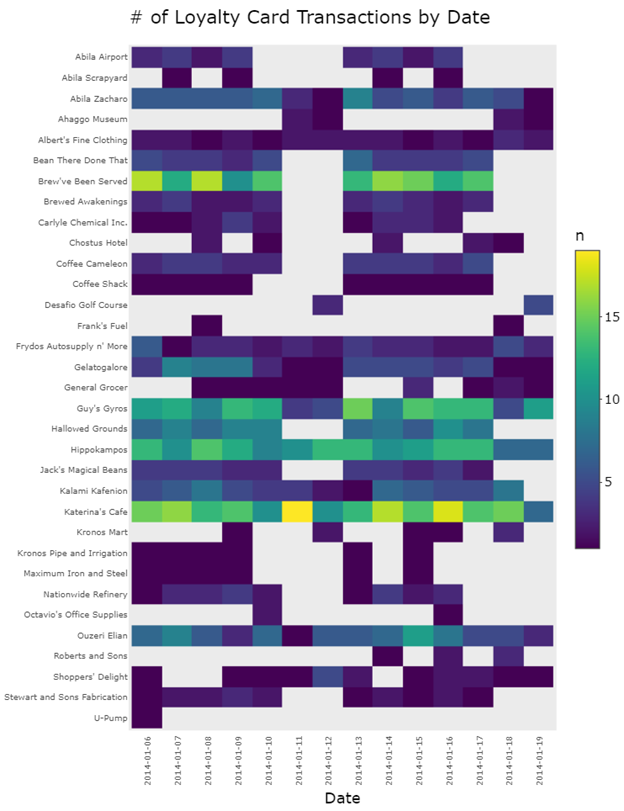 # of Loyalty Card Transactions by Date
Abila Airport
Abila Scrapyard
Abila Zacharo
Ahaggo Museum
Albert's Fine Clothing
Bean There Done That
Brew've Been Served
Brewed Awakenings
Carlyle Chemical Inc.
Chostus Hotel
Coffee Cameleon
Coffee Shack
Desafio Golf Course
Frank's Fuel
Frydos Autosupply n' More
Gelatogalore
General Grocer
Guy's Gyros
Hallowed Grounds
Hippokampos
Jack's Magical Beans
Kalami Kafenion
Katerina's Cafe
Kronos Mart
Kronos Pipe and Irrigation
Maximum Iron and Steel
Nationwide Refinery
Octavio's Office Supplies
Ouzeri Elian
Roberts and Sons
Shoppers' Delight
Stewart and Sons Fabrication
U-Pump
2014-01-06
2014-01-07
2014-01-08
2014-01-09
2014-01-10
2014-01-11
2014-01-12
2014-01-13
2014-01-14
2014-01-15
2014-01-16
2014-01-17
2014-01-18
2014-01-19
Date
n
15
10
5